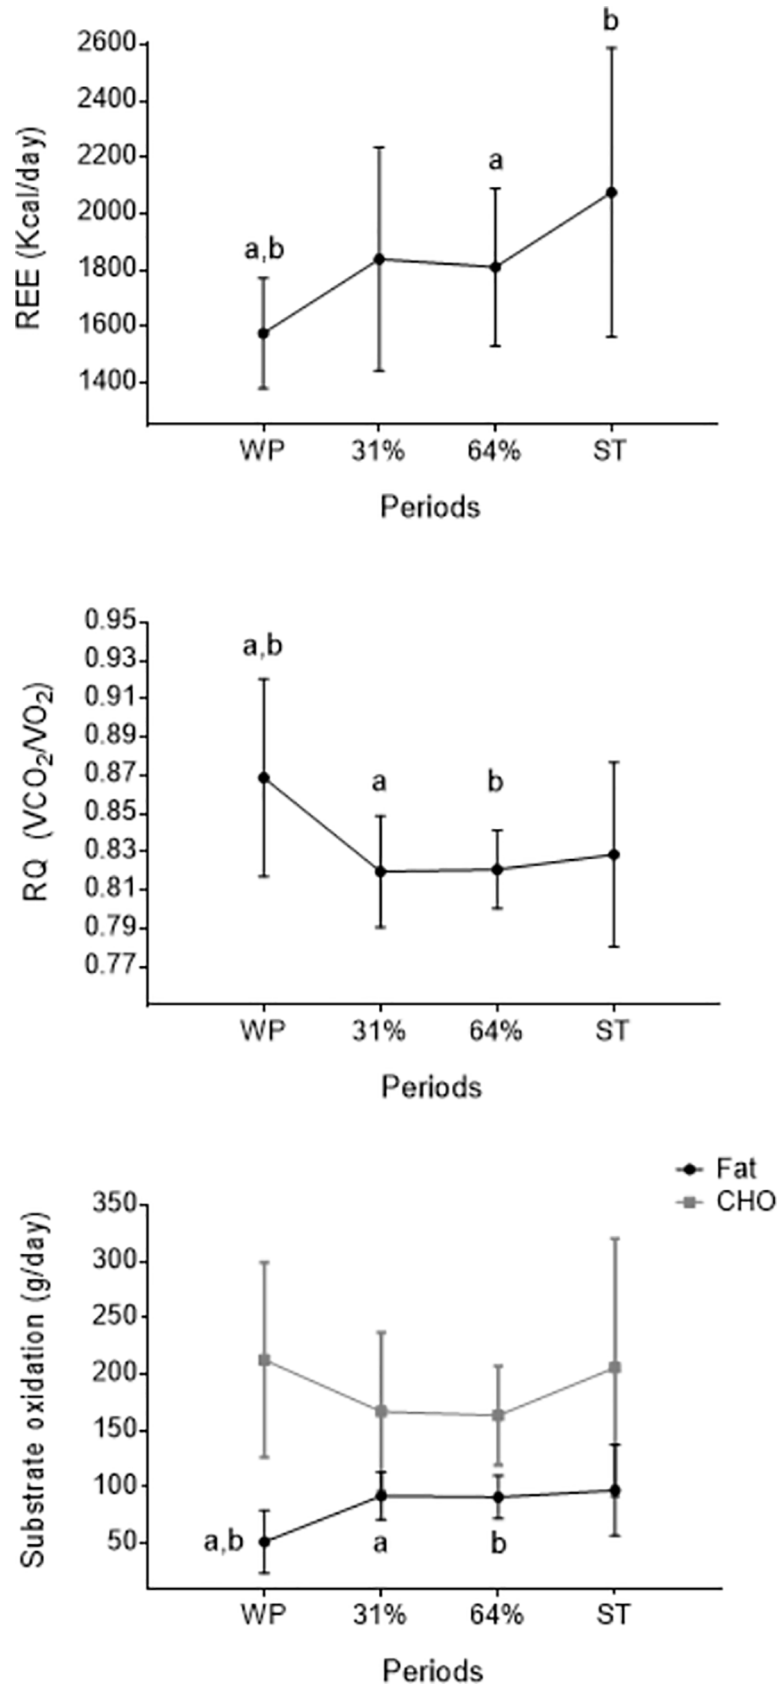 b
2600
2400
a
2200
2000
a,b
1800
1600
1400
REE (Kcal/day)
WP 31% 64% ST
Periods
0.95
a,b
0.93
0.91
0.89
0.87
a b
0.85
0.83
0.81
0.79
0.77
RQ (VCO₂/VO₂)
WP 31% 64% ST
Periods
Fat
CHO
350
300
250
200
150
100
50
a,b a b
Substrate oxidation (g/day)
WP 31% 64% ST
Periods